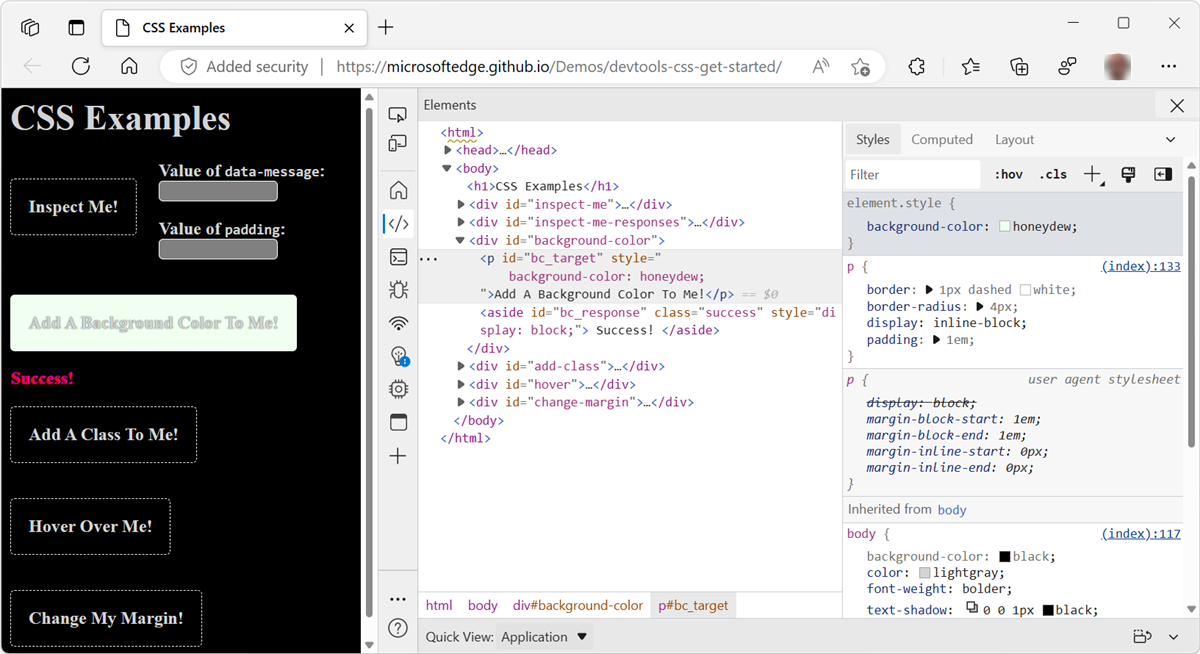 CSS Examples
Added security
https://microsoftedge.github.io/Demos/devtools-css-get-started/
CSS Examples
Inspect Me!
Value of data-message:
Value of padding:
Add A Background Color To Me!
Success!
Add A Class To Me!
Hover Over Me!
Change My Margin!
Elements
<html>
<head>…</head>
<body>
<h1>CSS Examples</h1>
<div id="inspect-me">…</div>
<div id="inspect-me-responses">…</div>
<div id="background-color">
<p id="bc_target" style="
background-color: honeydew;
">Add A Background Color To Me!</p> == $0
<aside id="bc_response" class="success" style="di
splay: block;"> Success! </aside>
</div>
<div id="add-class">…</div>
<div id="hover">…</div>
<div id="change-margin">…</div>
</body>
</html>
html body div#background-color p#bc_target
Quick View: Application
Styles Computed Layout
Filter :hov .cls
element.style {
background-color: honeydew;
}
p { (index):133
border: 1px dashed white;
border-radius: 4px;
display: inline-block;
padding: 1em;
}
p { user agent stylesheet
display: block;
margin-block-start: 1em;
margin-block-end: 1em;
margin-inline-start: 0px;
margin-inline-end: 0px;
}
Inherited from body
body { (index):117
background-color: black;
color: lightgray;
font-weight: bolder;
text-shadow: 0 0 1px black;